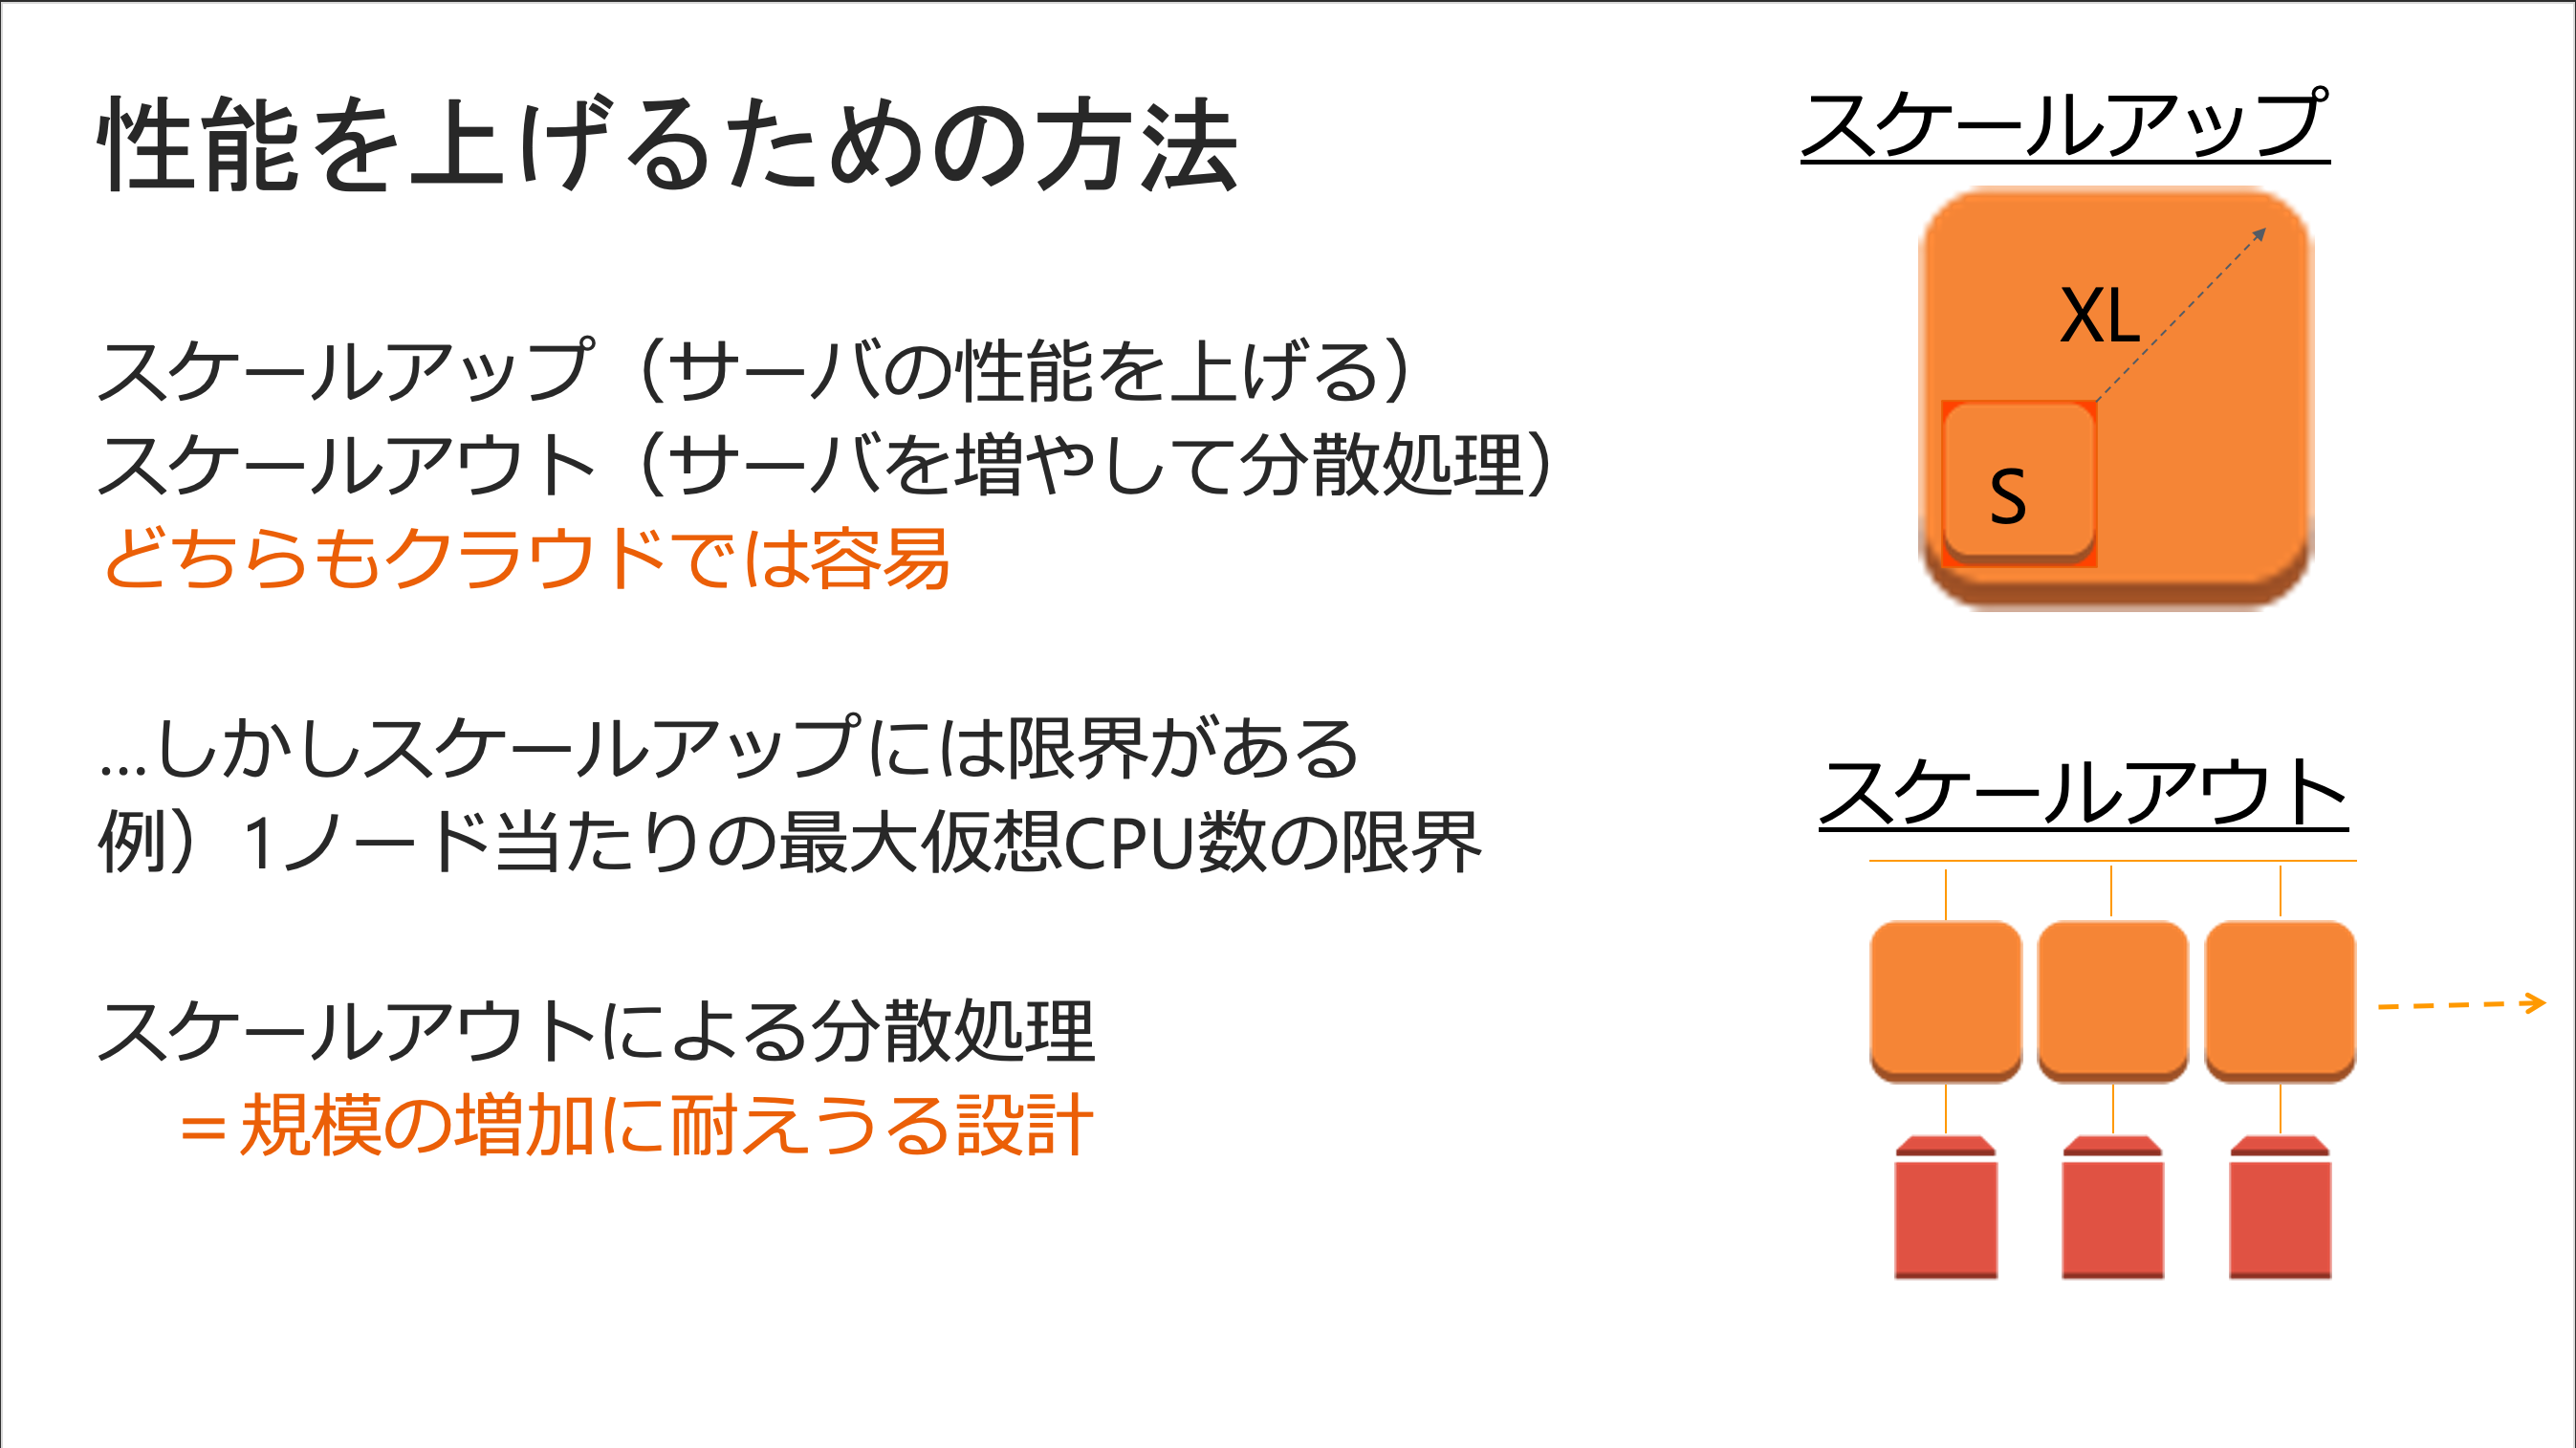 性能を上げるための方法
スケールアップ（サーバの性能を上げる）
スケールアウト（サーバを増やして分散処理）
どちらもクラウドでは容易
…しかしスケールアップには限界がある
例）1ノード当たりの最大仮想CPU数の限界
スケールアウトによる分散処理
＝規模の増加に耐えうる設計
スケールアップ
XL
S
スケールアウト